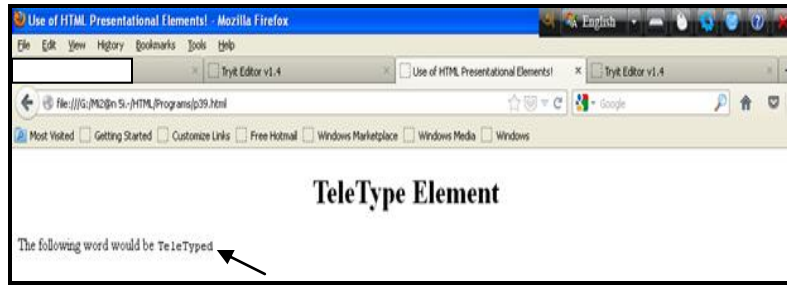 Use of HTML Presentational Elements! - Mozilla Firefox
English
File Edit View History Bookmarks Tools Help
Tryit Editor v1.4
Use of HTML Presentational Elements!
Tryit Editor v1.4
Google
Most Visited Getting Started Customize Links Free Hotmail Windows Marketplace Windows Media Windows
TeleType Element
The following word would be TeleTyped